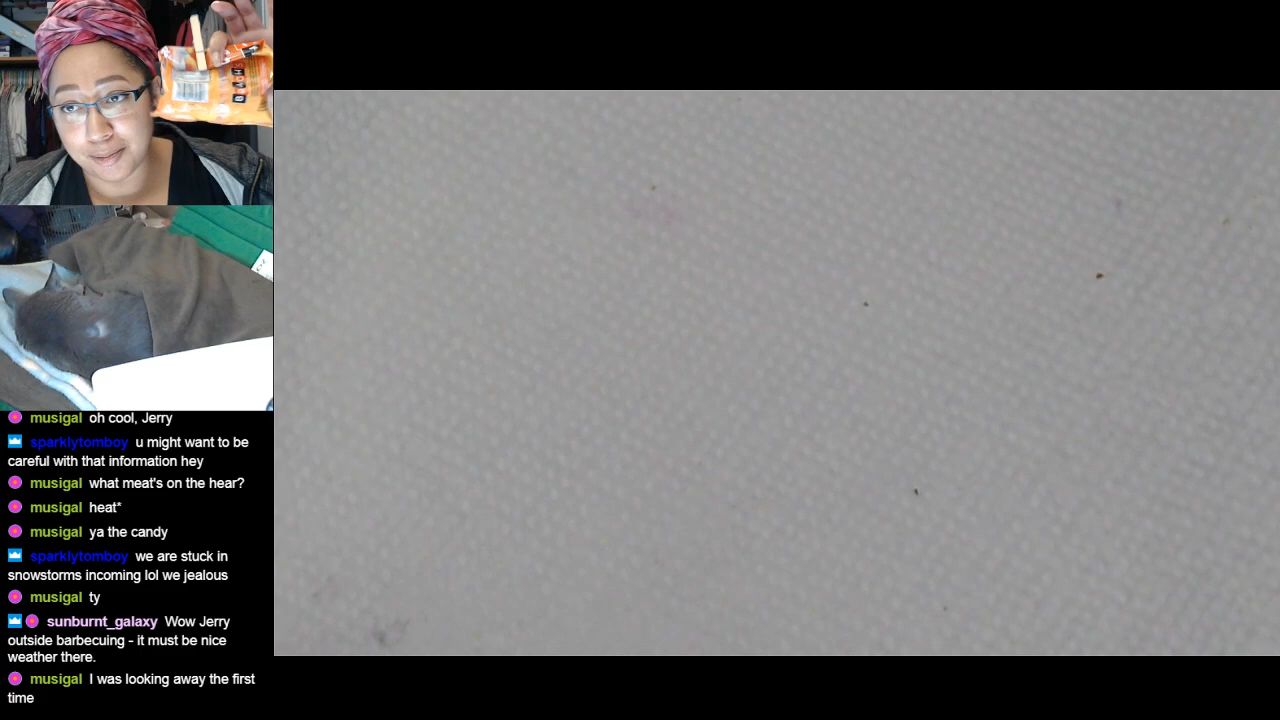 musigal oh cool, Jerry
sparklytomboy u might want to be
careful with that information hey
musigal what meat's on the hear?
musigal heat*
musigal ya the candy
sparklytomboy we are stuck in
snowstorms incoming lol we jealous
musigal ty
sunburnt_galaxy Wow Jerry
outside barbecuing - it must be nice
weather there.
musigal I was looking away the first
time